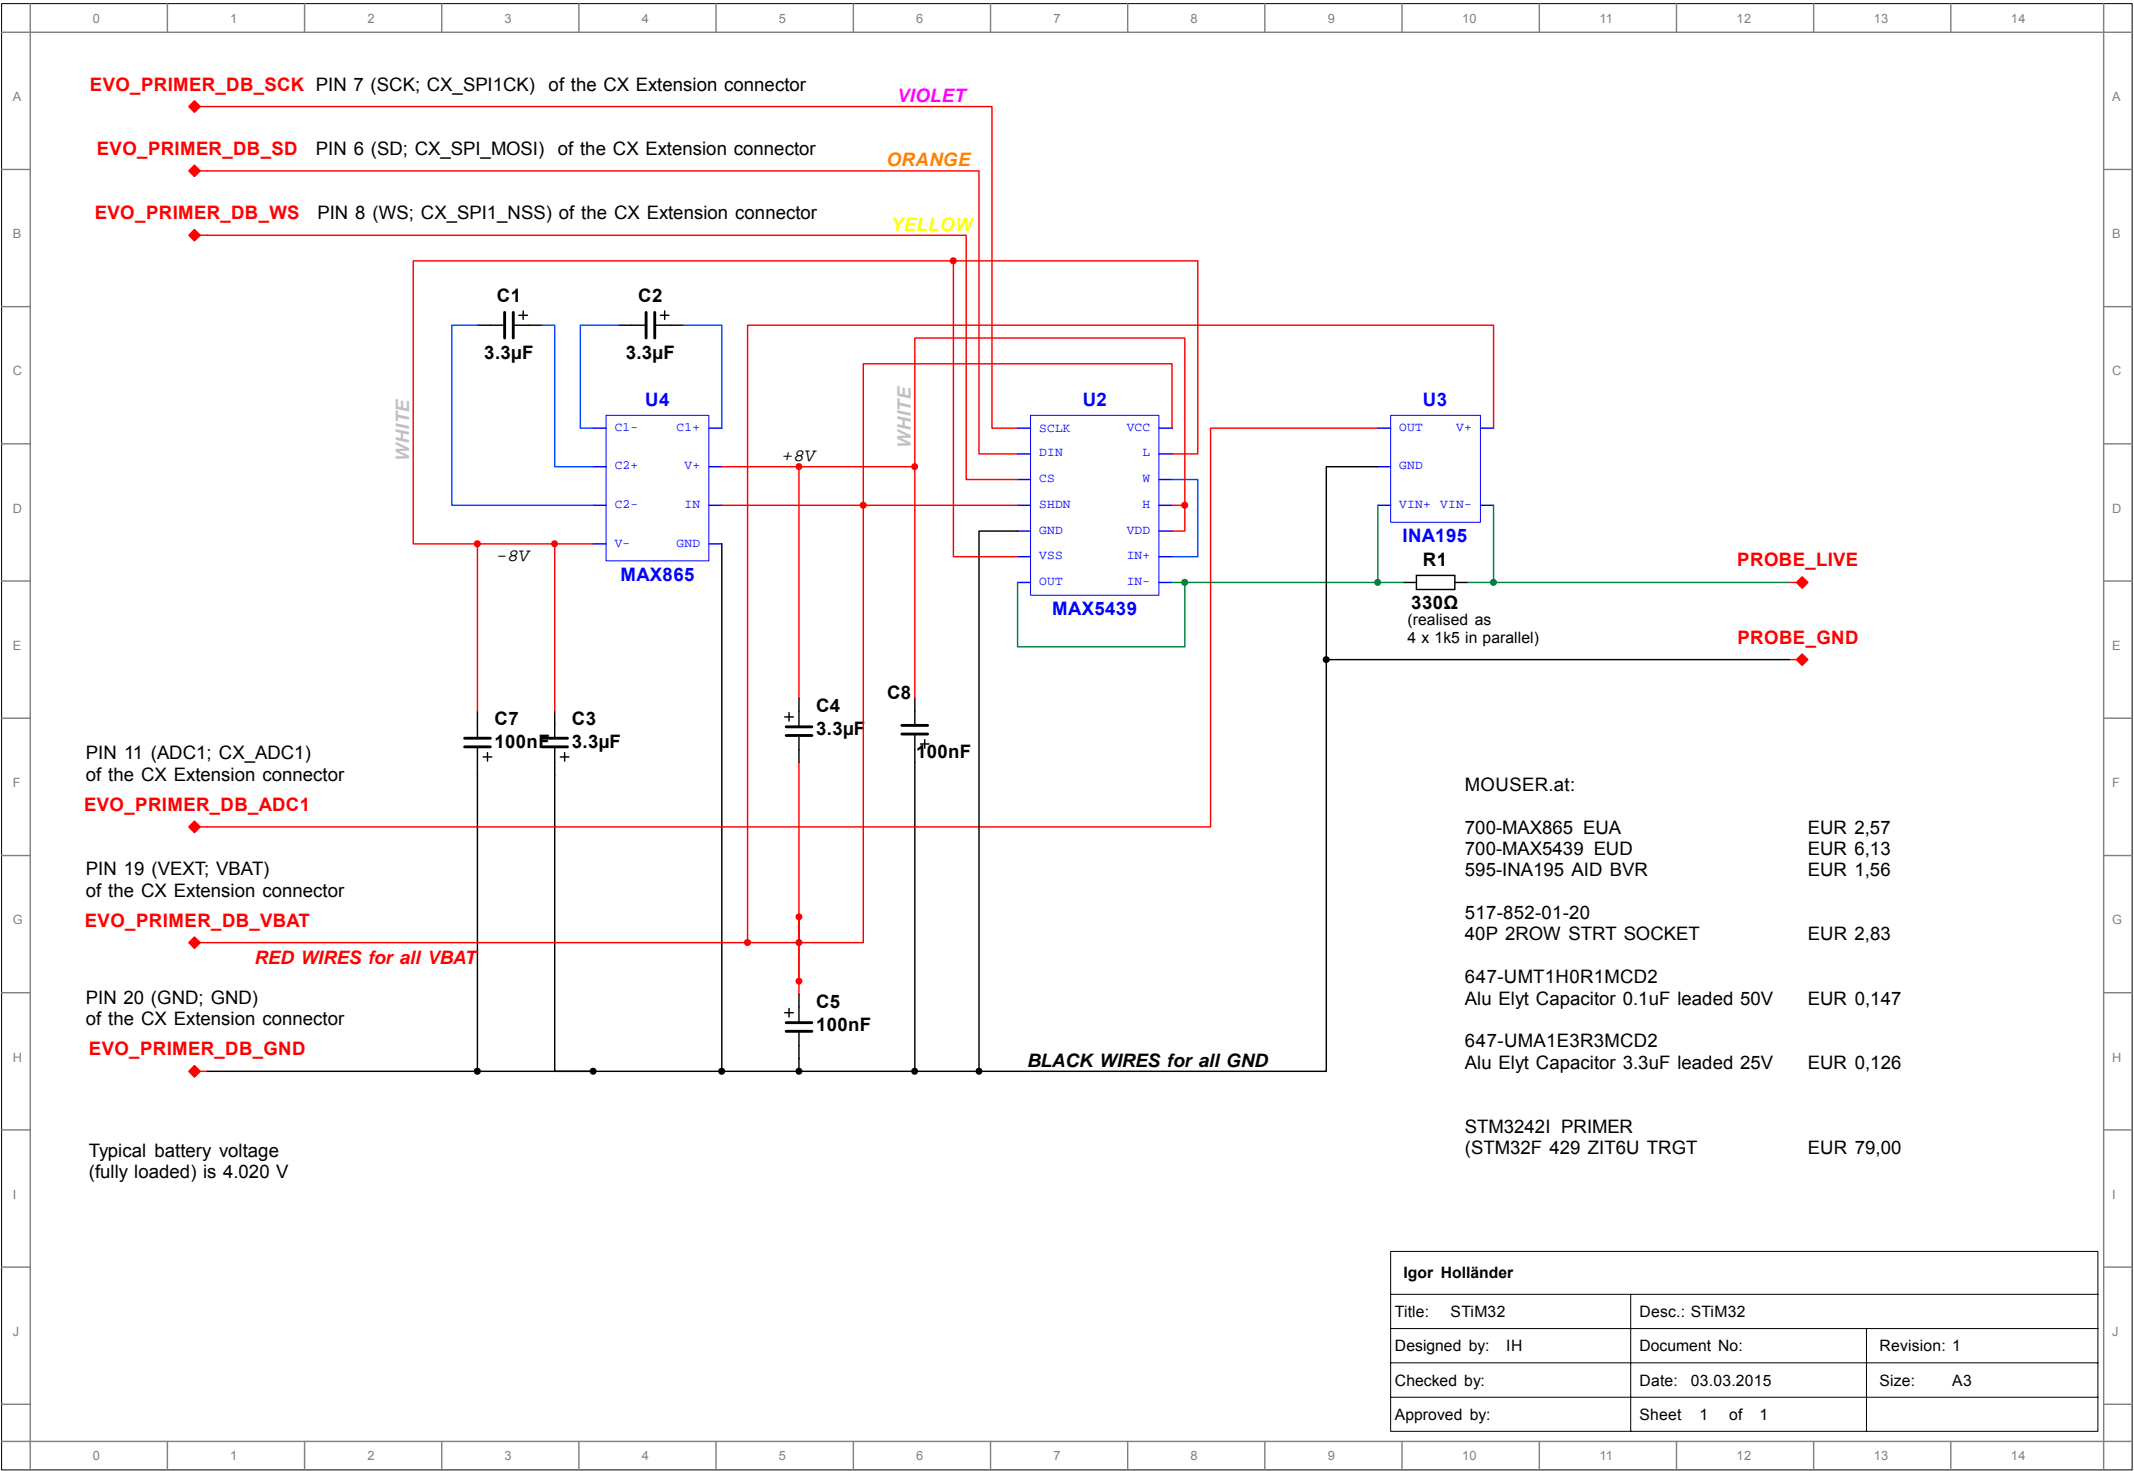 0 1 2 3 4 5 6 7 8 9 10 11 12 13 14
A
B
C
D
E
F
G
H
I
J
EVO_PRIMER_DB_SCK PIN 7 (SCK; CX_SPI1CK) of the CX Extension connector
VIOLET
EVO_PRIMER_DB_SD PIN 6 (SD; CX_SPI_MOSI) of the CX Extension connector
ORANGE
EVO_PRIMER_DB_WS PIN 8 (WS; CX_SPI1_NSS) of the CX Extension connector
YELLOW
C1
3.3µF
C2
3.3µF
WHITE
WHITE
U4
C1- C1+
C2+ V+
C2- IN
V- GND
MAX865
+8V
-8V
U2
SCLK VCC
DIN L
CS W
SHDN H
GND VDD
VSS IN+
OUT IN-
MAX5439
U3
OUT V+
GND
VIN+ VIN-
INA195
R1
330Ω
(realised as
4 x 1k5 in parallel)
PROBE_LIVE
PROBE_GND
C7
100nF
+
C3
3.3µF
+
C4
3.3µF
+
C8
100nF
+
PIN 11 (ADC1; CX_ADC1)
of the CX Extension connector
EVO_PRIMER_DB_ADC1
PIN 19 (VEXT; VBAT)
of the CX Extension connector
EVO_PRIMER_DB_VBAT
RED WIRES for all VBAT
PIN 20 (GND; GND)
of the CX Extension connector
EVO_PRIMER_DB_GND
C5
100nF
+
BLACK WIRES for all GND
Typical battery voltage
(fully loaded) is 4.020 V
MOUSER.at:
700-MAX865 EUA EUR 2,57
700-MAX5439 EUD EUR 6,13
595-INA195 AID BVR EUR 1,56
517-852-01-20
40P 2ROW STRT SOCKET EUR 2,83
647-UMT1H0R1MCD2
Alu Elyt Capacitor 0.1uF leaded 50V EUR 0,147
647-UMA1E3R3MCD2
Alu Elyt Capacitor 3.3uF leaded 25V EUR 0,126
STM3242I PRIMER
(STM32F 429 ZIT6U TRGT EUR 79,00
Igor Holländer
Title: STiM32 Desc.: STiM32
Designed by: IH Document No: Revision: 1
Checked by: Date: 03.03.2015 Size: A3
Approved by: Sheet 1 of 1
A
B
C
D
E
F
G
H
I
J
0 1 2 3 4 5 6 7 8 9 10 11 12 13 14